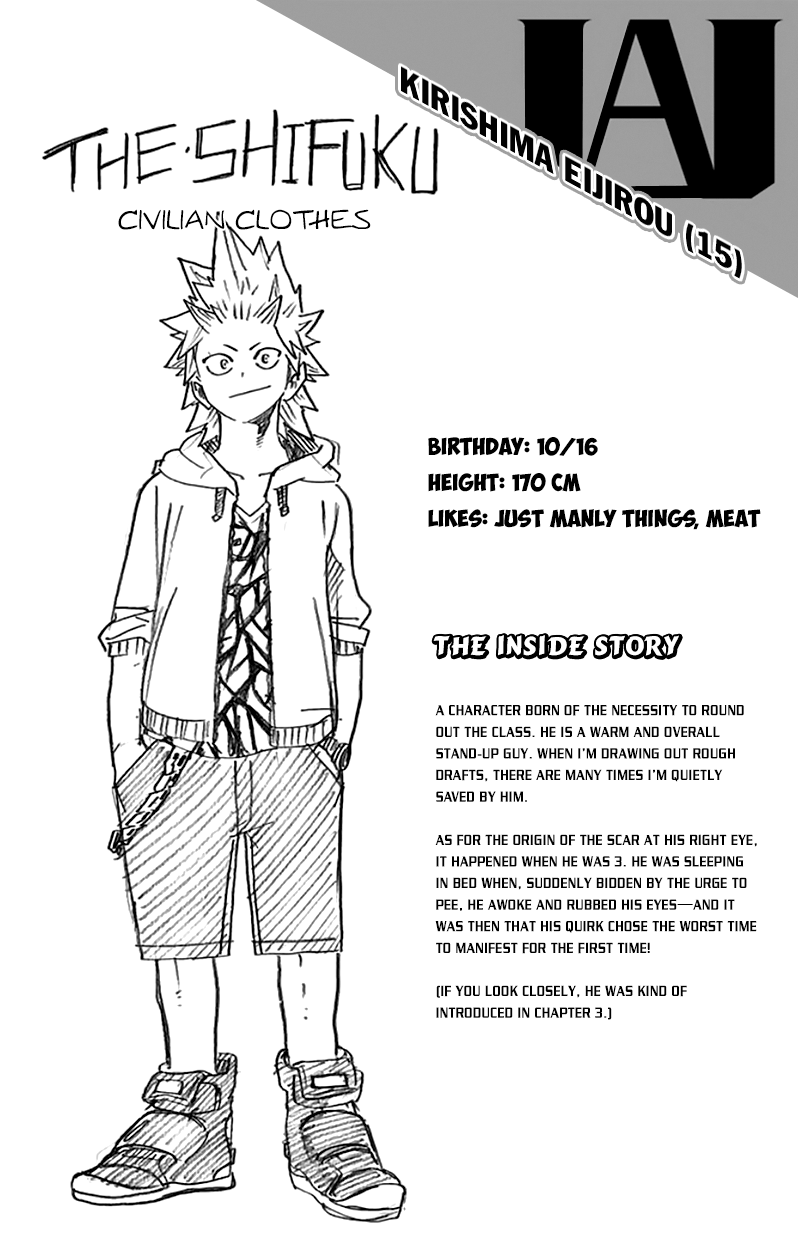 UA
KIRISHIMA EIJIROU (15)
THE·SHIFUKU
CIVILIAN CLOTHES
BIRTHDAY: 10/16
HEIGHT: 170 CM
LIKES: JUST MANLY THINGS, MEAT
THE INSIDE STORY
A CHARACTER BORN OF THE NECESSITY TO ROUND
OUT THE CLASS. HE IS A WARM AND OVERALL
STAND-UP GUY. WHEN I'M DRAWING OUT ROUGH
DRAFTS, THERE ARE MANY TIMES I'M QUIETLY
SAVED BY HIM.
AS FOR THE ORIGIN OF THE SCAR AT HIS RIGHT EYE,
IT HAPPENED WHEN HE WAS 3. HE WAS SLEEPING
IN BED WHEN, SUDDENLY BIDDEN BY THE URGE TO
PEE, HE AWOKE AND RUBBED HIS EYES—AND IT
WAS THEN THAT HIS QUIRK CHOSE THE WORST TIME
TO MANIFEST FOR THE FIRST TIME!
(IF YOU LOOK CLOSELY, HE WAS KIND OF
INTRODUCED IN CHAPTER 3.)